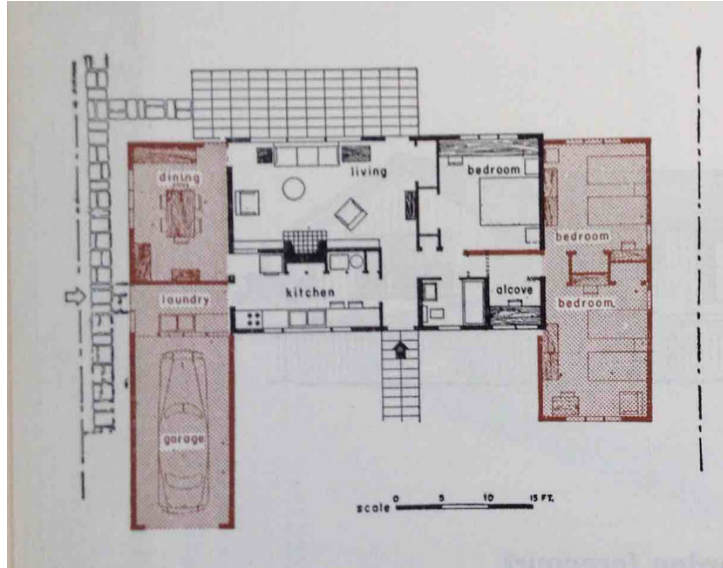 dining
living
bedroom
bedroom
laundry
kitchen
alcove
bedroom
garage
scale 0 5 10 15 FT.